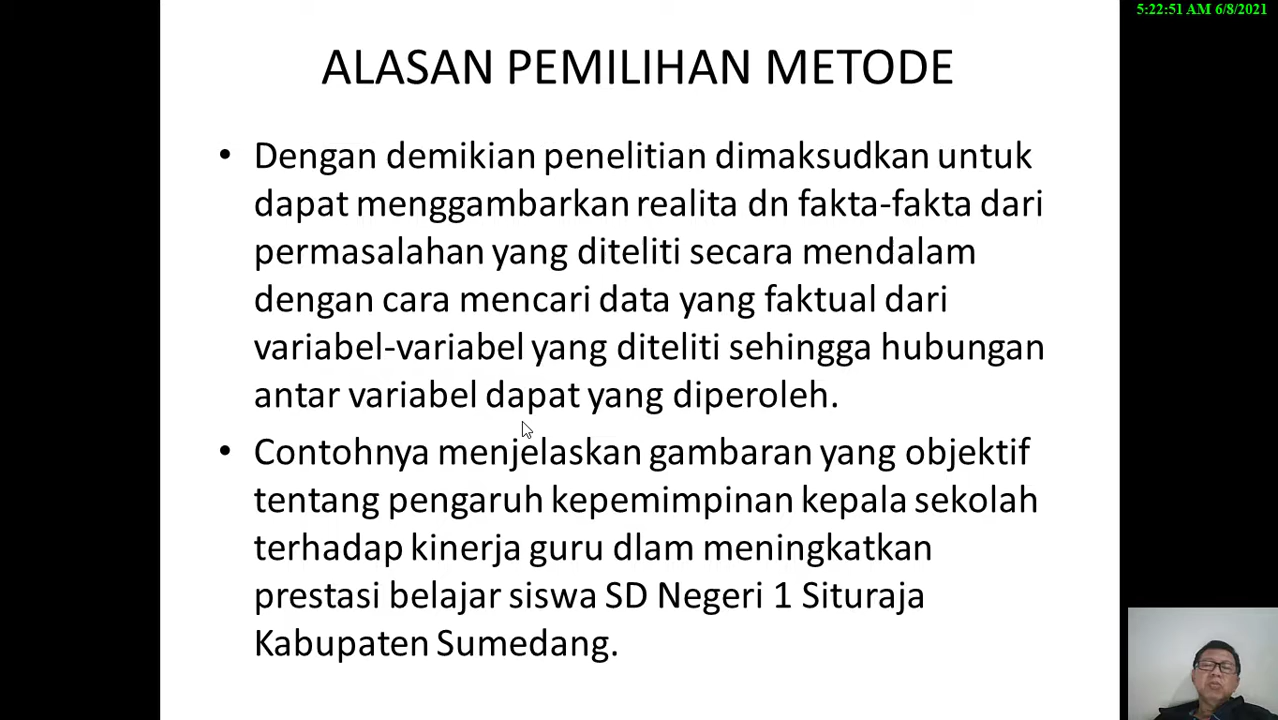 5:22:51 AM 6/8/2021
ALASAN PEMILIHAN METODE
• Dengan demikian penelitian dimaksudkan untuk
dapat menggambarkan realita dn fakta-fakta dari
permasalahan yang diteliti secara mendalam
dengan cara mencari data yang faktual dari
variabel-variabel yang diteliti sehingga hubungan
antar variabel dapat yang diperoleh.
• Contohnya menjelaskan gambaran yang objektif
tentang pengaruh kepemimpinan kepala sekolah
terhadap kinerja guru dlam meningkatkan
prestasi belajar siswa SD Negeri 1 Situraja
Kabupaten Sumedang.